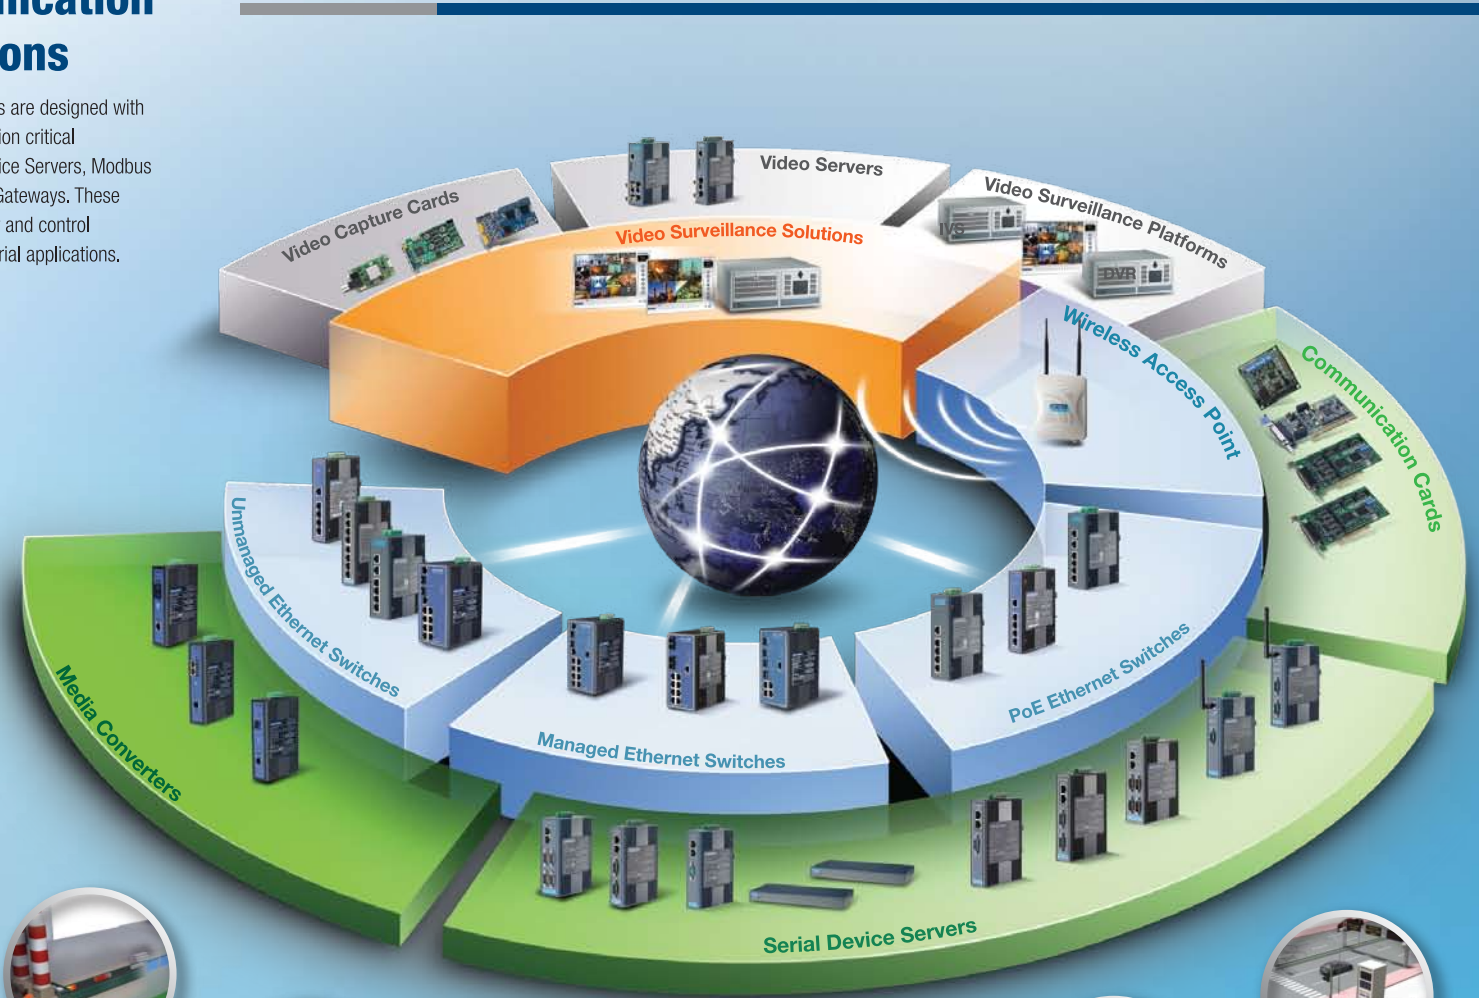 ions
s are designed with
ion critical
ice Servers, Modbus
Gateways. These
and control
rial applications.
Video Servers
Video Capture Cards
Video Surveillance Platforms
Video Surveillance Solutions
IVS
DVR
Wireless Access Point
Communication Cards
Unmanaged Ethernet Switches
PoE Ethernet Switches
Media Converters
Managed Ethernet Switches
Serial Device Servers